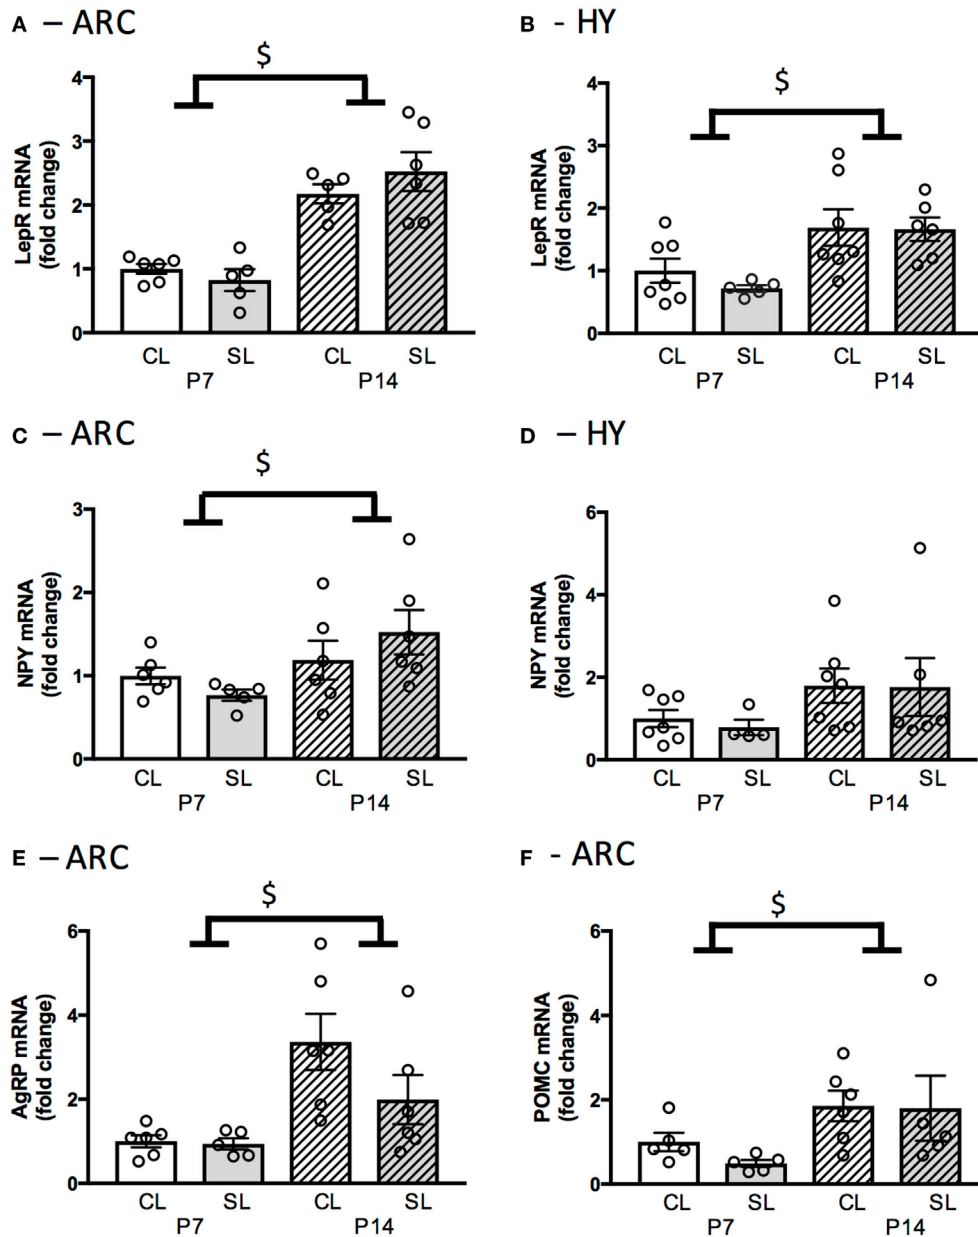 A – ARC
$
LepR mRNA
(fold change)
4
3
2
1
0
CL SL CL SL
P7 P14
B - HY
$
LepR mRNA
(fold change)
4
3
2
1
0
CL SL CL SL
P7 P14
C – ARC
$
NPY mRNA
(fold change)
3
2
1
0
CL SL CL SL
P7 P14
D – HY
NPY mRNA
(fold change)
6
4
2
0
CL SL CL SL
P7 P14
E – ARC
$
AgRP mRNA
(fold change)
6
4
2
0
CL SL CL SL
P7 P14
F - ARC
$
POMC mRNA
(fold change)
6
4
2
0
CL SL CL SL
P7 P14